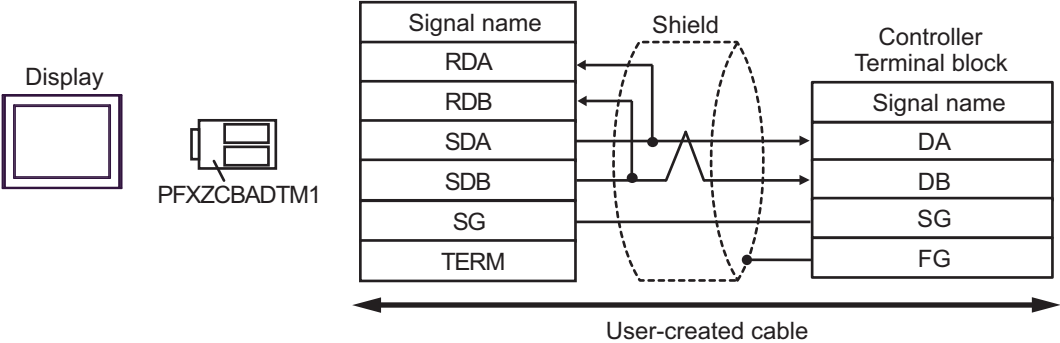 Display
PFXZCBADTM1
Signal name
RDA
RDB
SDA
SDB
SG
TERM
Shield
Controller
Terminal block
Signal name
DA
DB
SG
FG
User-created cable